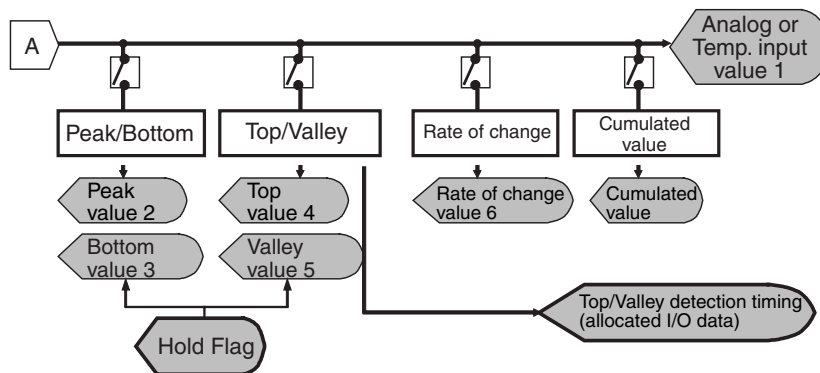 A
Analog or
Temp. input
value 1
Peak/Bottom
Top/Valley
Rate of change
Cumulated
value
Peak
value 2
Top
value 4
Rate of change
value 6
Cumulated
value
Bottom
value 3
Valley
value 5
Top/Valley detection timing
(allocated I/O data)
Hold Flag